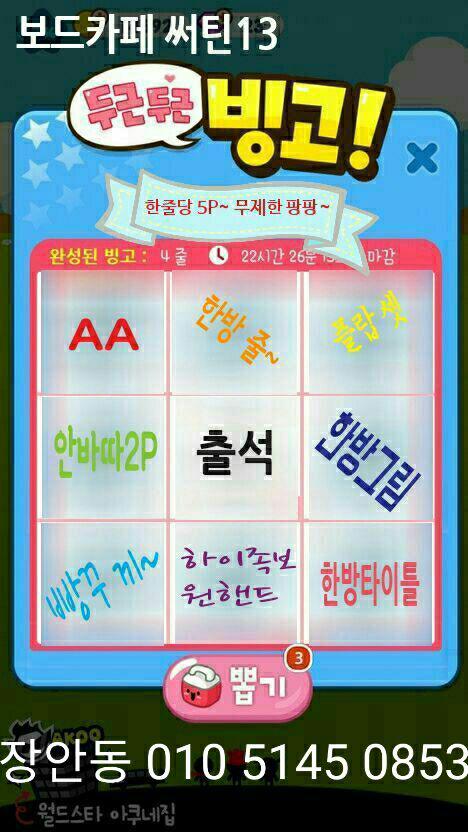 보드카페 써틴13
두근두근
빙고!
한줄당 5P~ 무제한 팡팡~
완성된 빙고 : 4 줄
22시간 26분
마감
AA
한방 줄~
플랍 셋
안바따2P
출석
한방그림
빵꾸 끼~
하이족보
원핸드
한방타이틀
3
뽑기
장안동 010 5145 0853
월드스타 아쿠네집